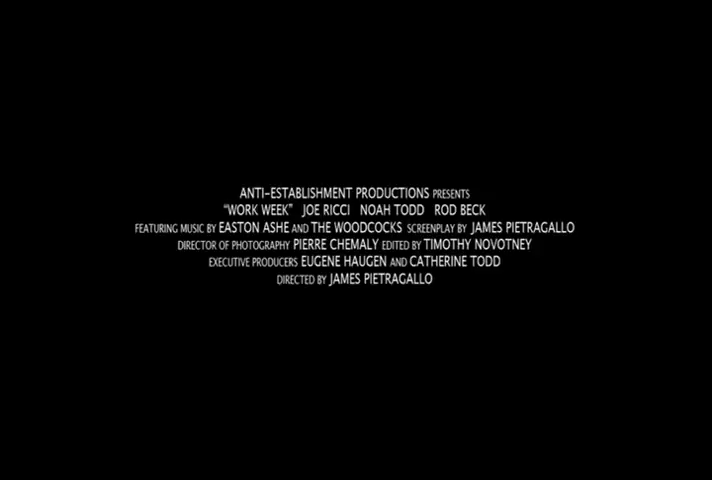 ANTI-ESTABLISHMENT PRODUCTIONS PRESENTS
"WORK WEEK" JOE RICCI NOAH TODD ROD BECK
FEATURING MUSIC BY EASTON ASHE AND THE WOODCOCKS SCREENPLAY BY JAMES PIETRAGALLO
DIRECTOR OF PHOTOGRAPHY PIERRE CHEMALY EDITED BY TIMOTHY NOVOTNEY
EXECUTIVE PRODUCERS EUGENE HAUGEN AND CATHERINE TODD
DIRECTED BY JAMES PIETRAGALLO